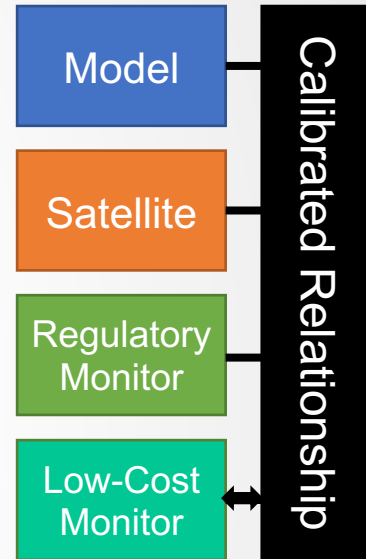 Model
Satellite
Regulatory
Monitor
Low-Cost
Monitor
Calibrated Relationship